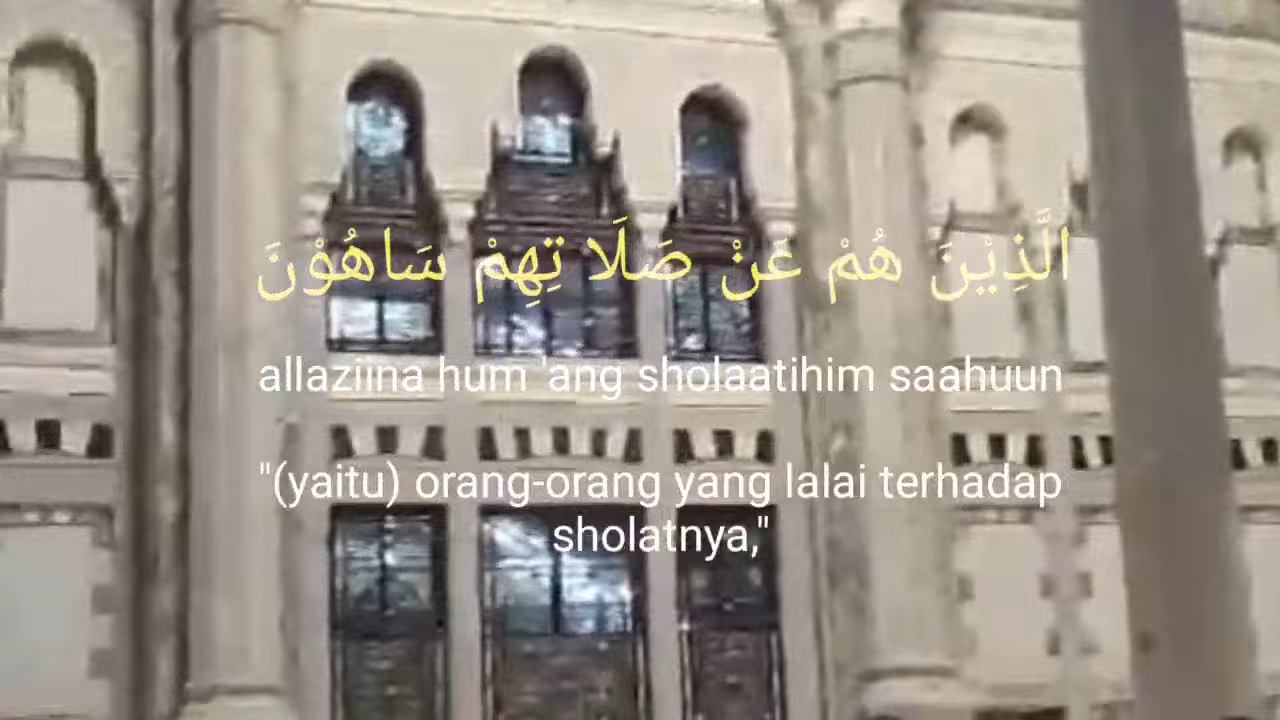 الَّذِيْنَ هُمْ عَنْ صَلَا تِهِمْ سَاهُوْنَ
allaziina hum 'ang sholaatihim saahuun
"(yaitu) orang-orang yang lalai terhadap
sholatnya,"